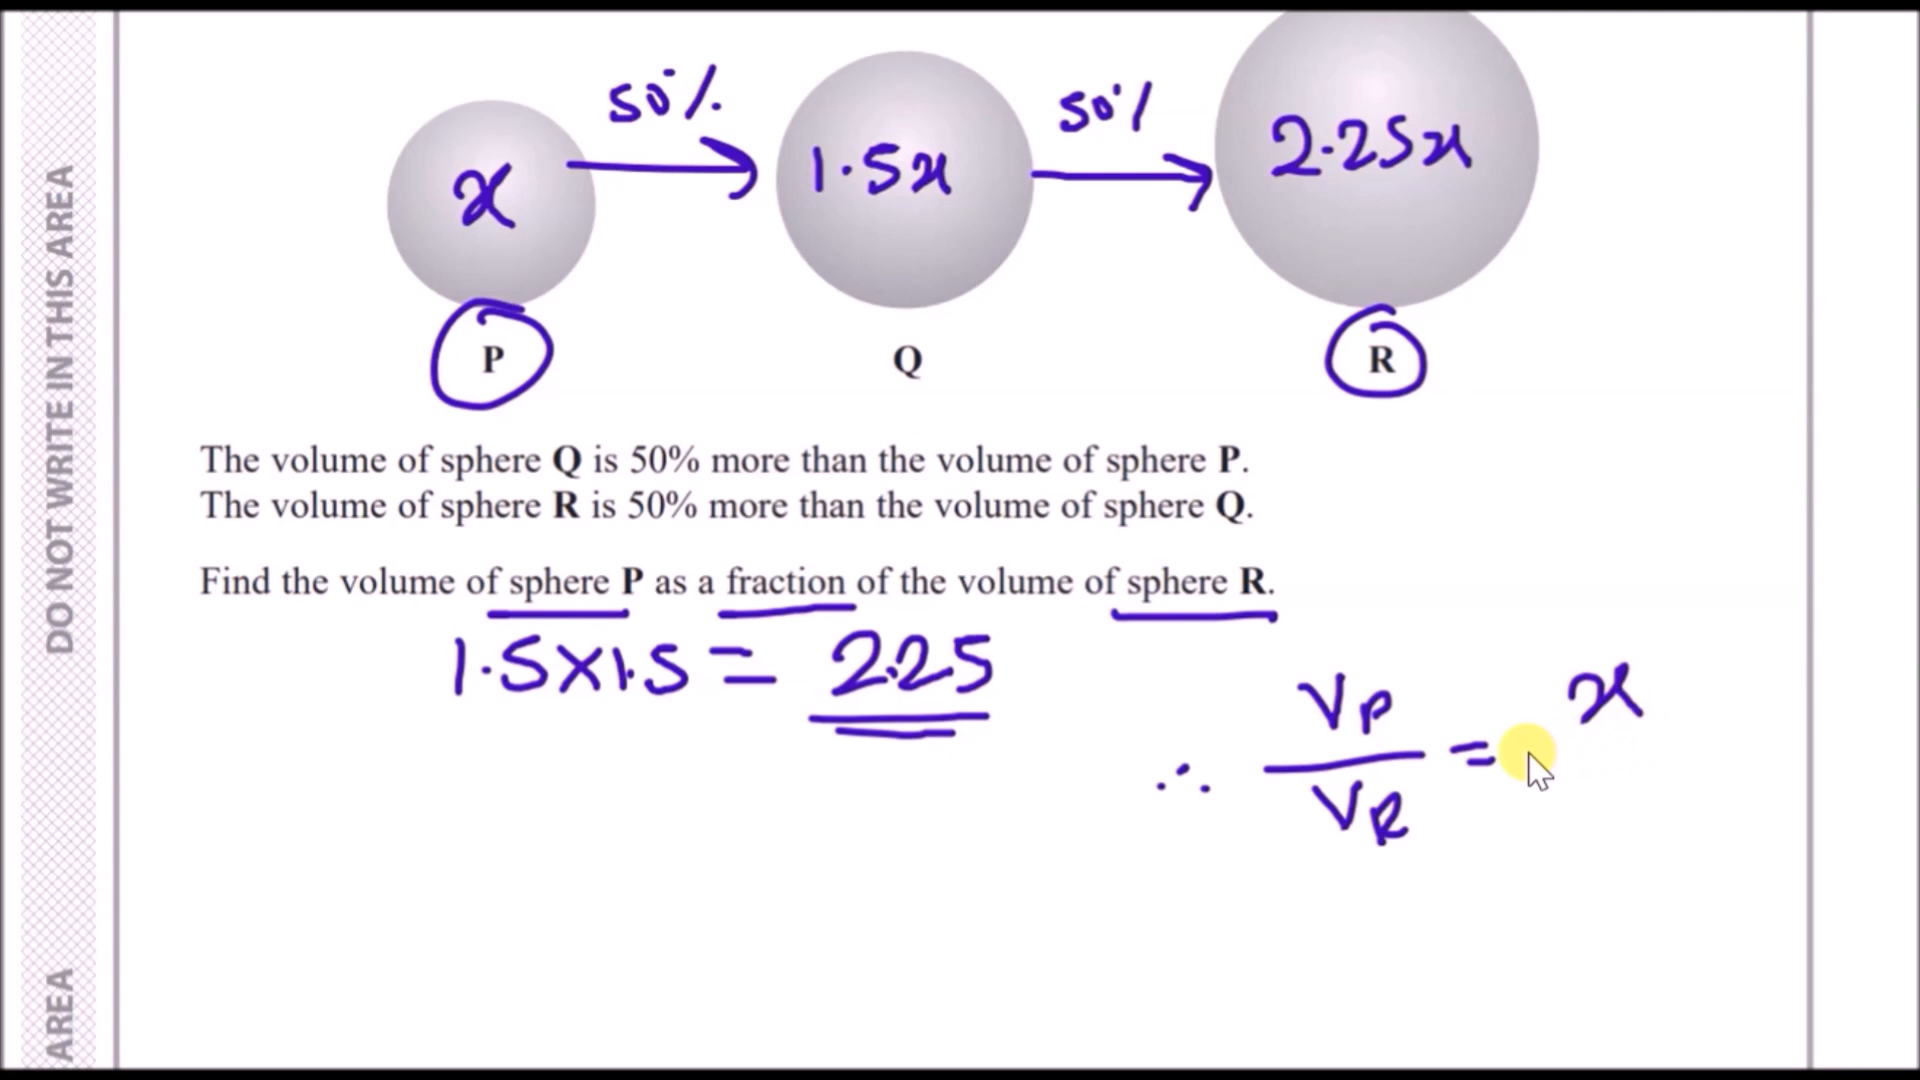 50% 50%
x 1.5x 2.25x
P Q R
The volume of sphere Q is 50% more than the volume of sphere P.
The volume of sphere R is 50% more than the volume of sphere Q.
Find the volume of sphere P as a fraction of the volume of sphere R.
1.5×1.5 = 2.25
∴ VP / VR = x
DO NOT WRITE IN THIS AREA
AREA